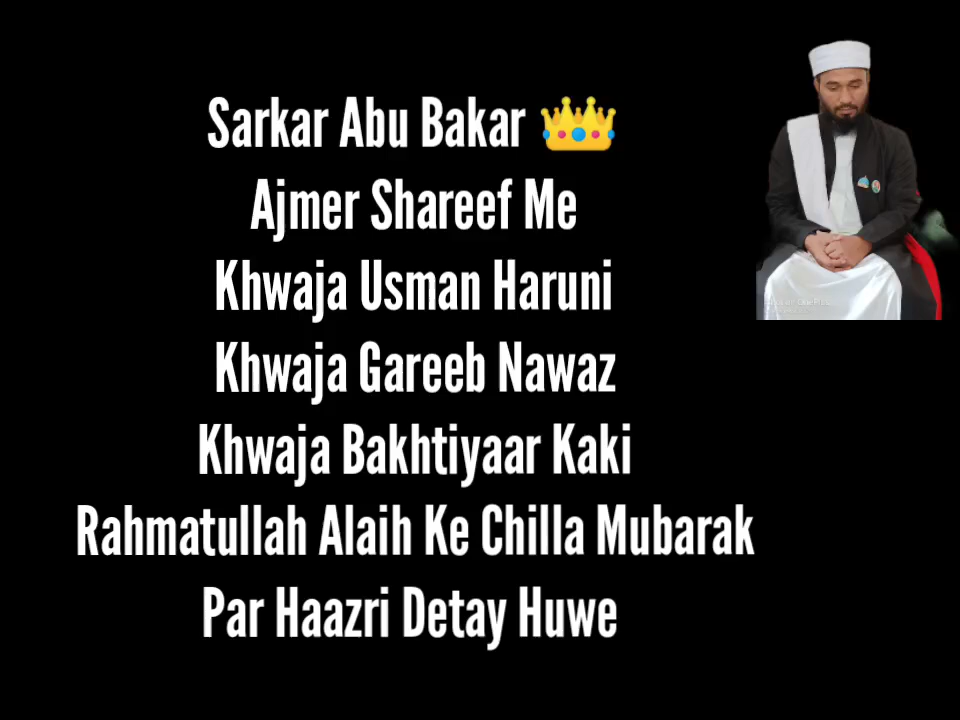 Sarkar Abu Bakar 👑
Ajmer Shareef Me
Khwaja Usman Haruni
Khwaja Gareeb Nawaz
Khwaja Bakhtiyaar Kaki
Rahmatullah Alaih Ke Chilla Mubarak
Par Haazri Detay Huwe